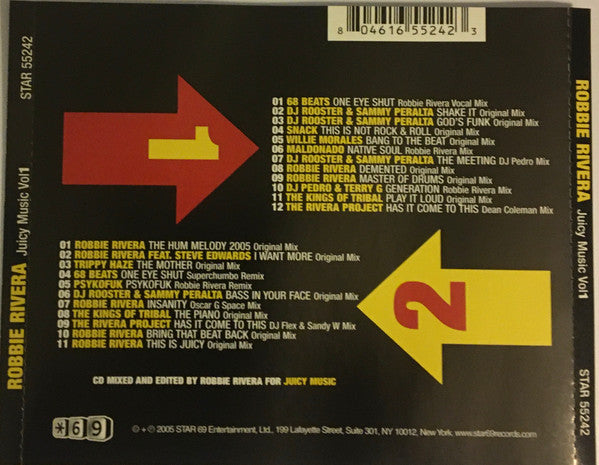 STAR 55242
ROBBIE RIVERA Juicy Music Vol1
8 04616 55242 3
1
01 68 BEATS ONE EYE SHUT Robbie Rivera Vocal Mix
02 DJ ROOSTER & SAMMY PERALTA SHAKE IT Original Mix
03 DJ ROOSTER & SAMMY PERALTA GOD'S FUNK Original Mix
04 SNACK THIS IS NOT ROCK & ROLL Original Mix
05 WILLIE MORALES BANG TO THE BEAT Original Mix
06 MALDONADO NATIVE SOUL Robbie Rivera Mix
07 DJ ROOSTER & SAMMY PERALTA THE MEETING DJ Pedro Mix
08 ROBBIE RIVERA DEMENTED Original Mix
09 ROBBIE RIVERA MASTER OF DRUMS Original Mix
10 DJ PEDRO & TERRY G GENERATION Robbie Rivera Mix
11 THE KINGS OF TRIBAL PLAY IT LOUD Original Mix
12 THE RIVERA PROJECT HAS IT COME TO THIS Dean Coleman Mix
01 ROBBIE RIVERA THE HUM MELODY 2005 Original Mix
02 ROBBIE RIVERA FEAT. STEVE EDWARDS I WANT MORE Original Mix
03 TRIPPY HAZE THE MOTHER Original Mix
04 68 BEATS ONE EYE SHUT Superchumbo Remix
05 PSYKOFUK PSYKOFUK Robbie Rivera Remix
06 DJ ROOSTER & SAMMY PERALTA BASS IN YOUR FACE Original Mix
07 ROBBIE RIVERA INSANITY Oscar G Space Mix
08 THE KINGS OF TRIBAL THE PIANO Original Mix
09 THE RIVERA PROJECT HAS IT COME TO THIS DJ Flex & Sandy W Mix
10 ROBBIE RIVERA BRING THAT BEAT BACK Original Mix
11 ROBBIE RIVERA THIS IS JUICY Original Mix
2
CD MIXED AND EDITED BY ROBBIE RIVERA FOR JUICY MUSIC
*69
© + ℗ 2005 STAR 69 Entertainment, Ltd., 199 Lafayette Street, Suite 301, NY 10012, New York, www.star69records.com
ROBBIE RIVERA Juicy Music Vol1
STAR 55242